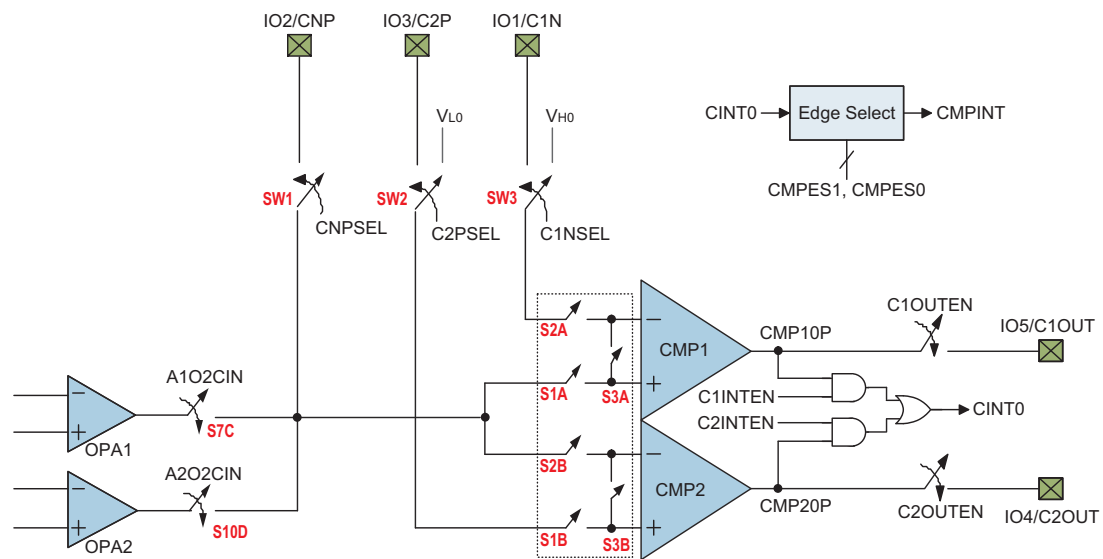 IO2/CNP
IO3/C2P
IO1/C1N
VL0
VH0
CINT0
Edge Select
CMPINT
CMPES1, CMPES0
SW1
SW2
SW3
CNPSEL
C2PSEL
C1NSEL
S2A
−
CMP1
CMP10P
C1OUTEN
IO5/C1OUT
S1A
+
S3A
C1INTEN
A1O2CIN
−
+
OPA1
S7C
C2INTEN
CINT0
S2B
−
CMP2
CMP20P
A2O2CIN
−
+
OPA2
S10D
S1B
+
S3B
C2OUTEN
IO4/C2OUT